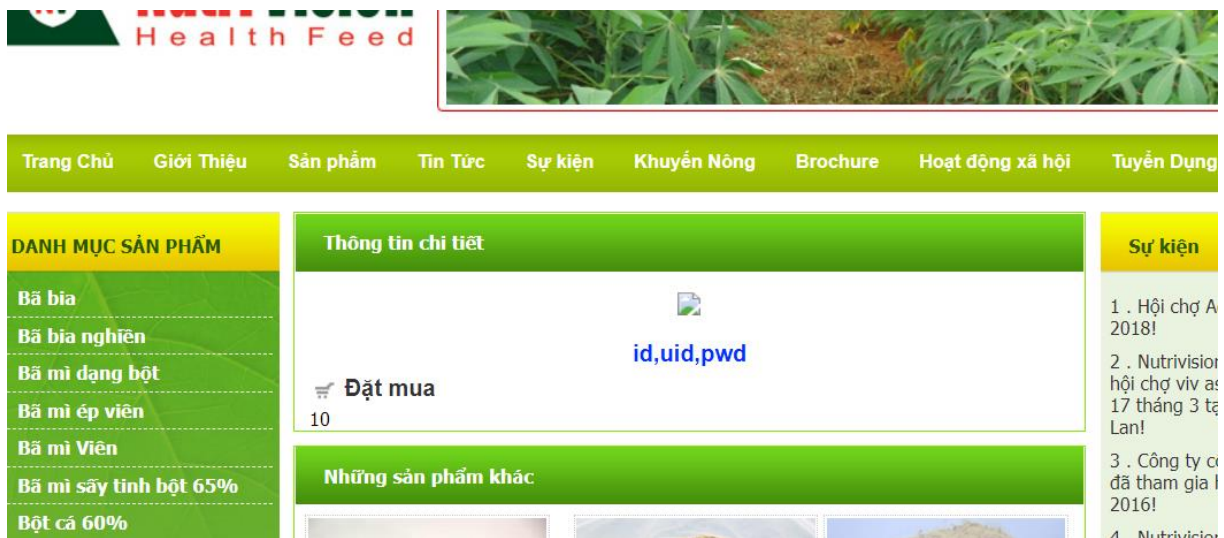 Health Feed
Trang Chủ Giới Thiệu Sản phẩm Tin Tức Sự kiện Khuyến Nông Brochure Hoạt động xã hội Tuyển Dụng
DANH MỤC SẢN PHẨM
Bã bia
Bã bia nghiền
Bã mì dạng bột
Bã mì ép viên
Bã mì Viên
Bã mì sấy tinh bột 65%
Bột cá 60%
Thông tin chi tiết
id,uid,pwd
Đặt mua
10
Những sản phẩm khác
Sự kiện
1 . Hội chợ
2018!
2 . Nutrivision
hội chợ viv as
17 tháng 3 tạ
Lan!
3 . Công ty
đã tham gia
2016!
4 . Nutrivision